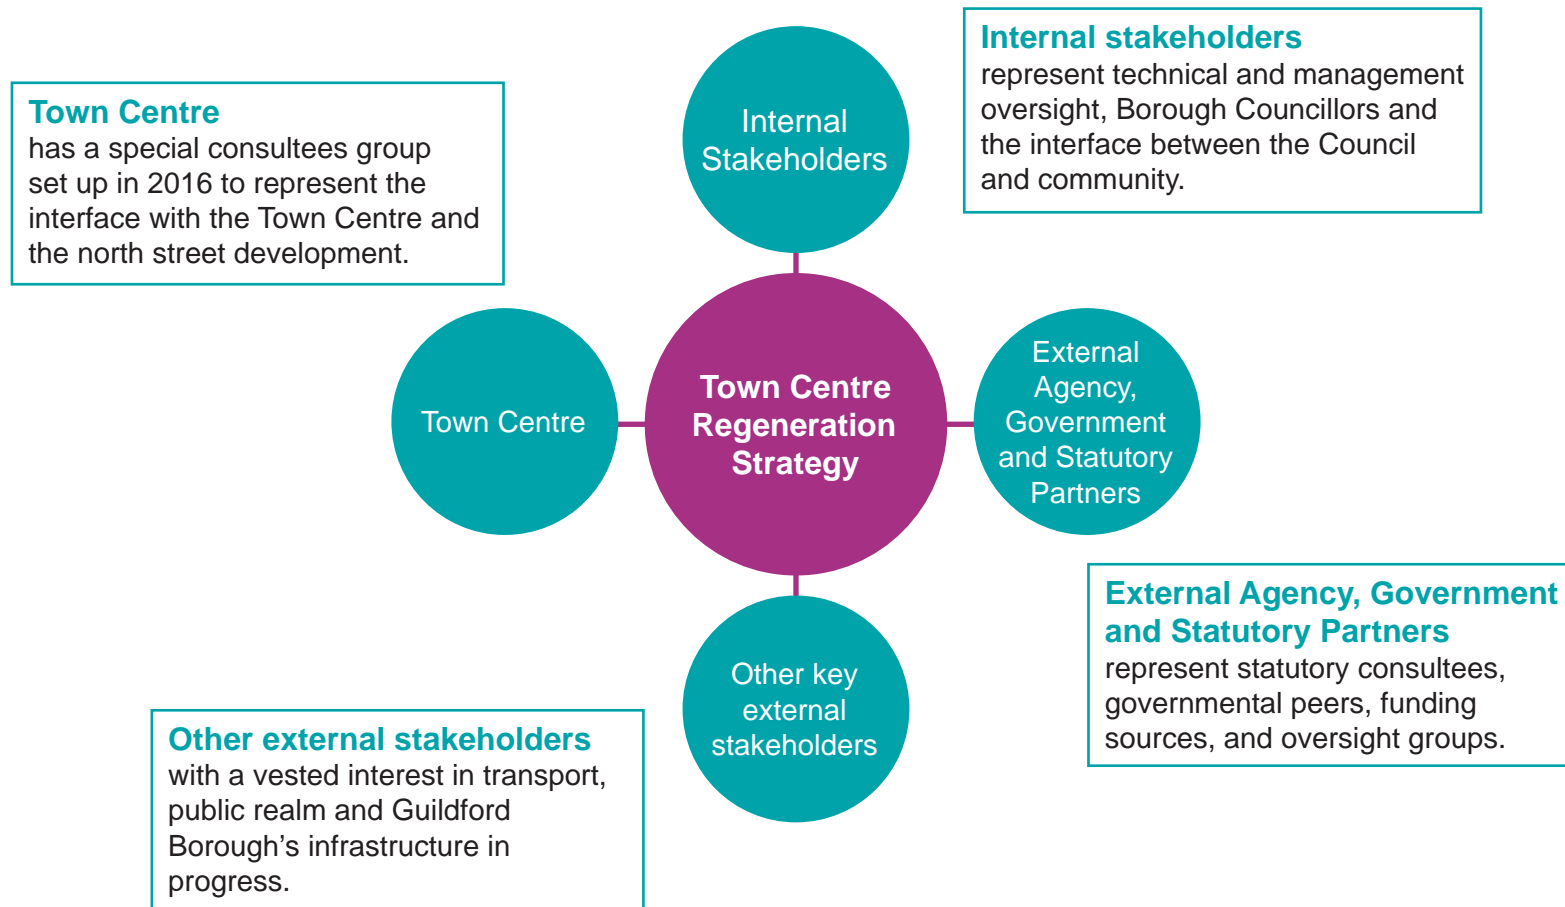 Internal stakeholders
represent technical and management
oversight, Borough Councillors and
the interface between the Council
and community.
Town Centre
has a special consultees group
set up in 2016 to represent the
interface with the Town Centre and
the north street development.
Internal
Stakeholders
Town Centre
Town Centre
Regeneration
Strategy
External
Agency,
Government
and Statutory
Partners
External Agency, Government
and Statutory Partners
represent statutory consultees,
governmental peers, funding
sources, and oversight groups.
Other key
external
stakeholders
Other external stakeholders
with a vested interest in transport,
public realm and Guildford
Borough’s infrastructure in
progress.